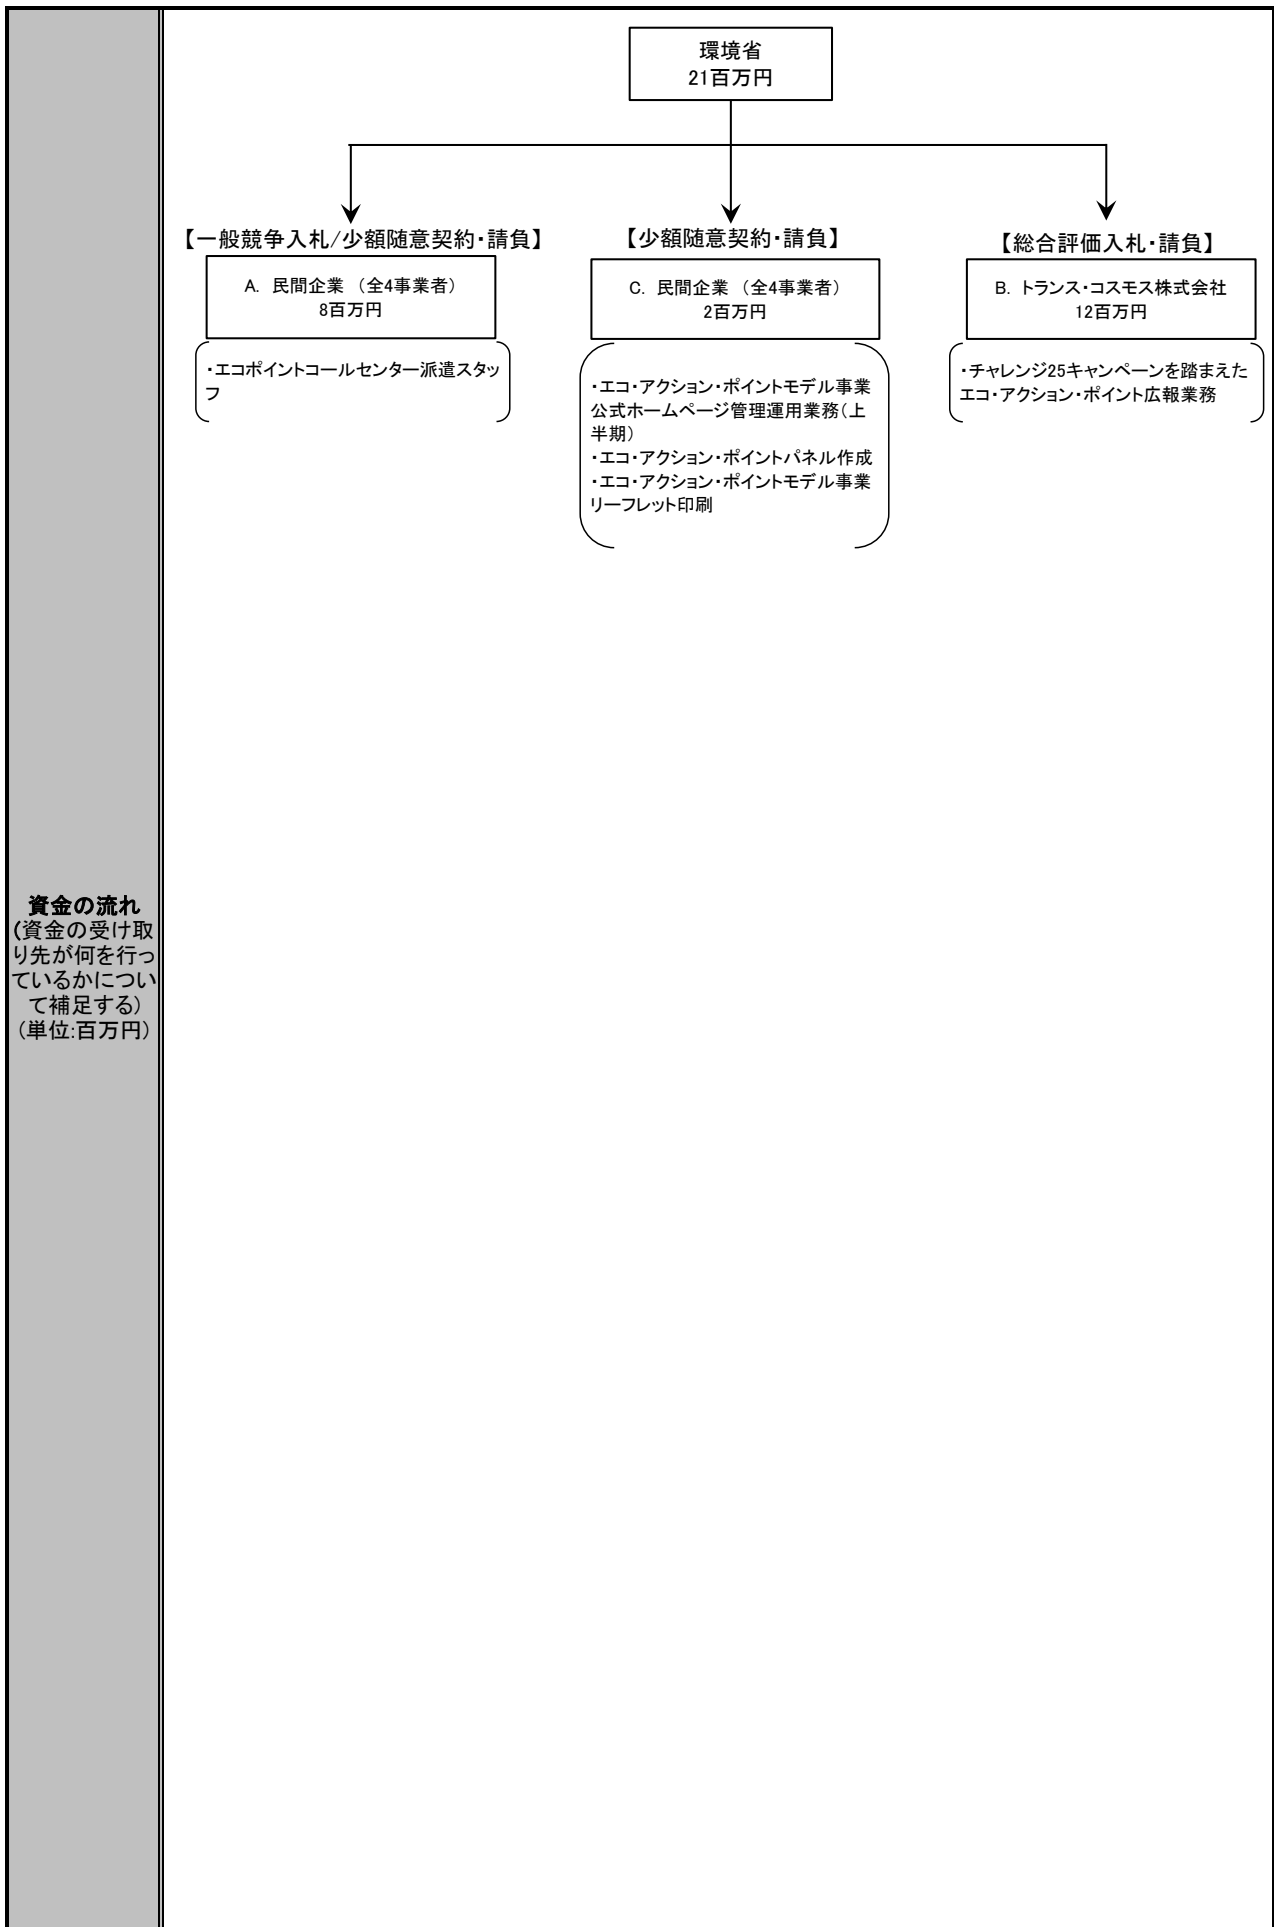 環境省
21百万円
【一般競争入札/少額随意契約・請負】
A. 民間企業 （全4事業者）
8百万円
・エコポイントコールセンター派遣スタッ
フ
【少額随意契約・請負】
C. 民間企業 （全4事業者）
2百万円
・エコ・アクション・ポイントモデル事業
公式ホームページ管理運用業務（上
半期）
・エコ・アクション・ポイントパネル作成
・エコ・アクション・ポイントモデル事業
リーフレット印刷
【総合評価入札・請負】
B. トランス・コスモス株式会社
12百万円
・チャレンジ25キャンペーンを踏まえた
エコ・アクション・ポイント広報業務
資金の流れ
(資金の受け取
り先が何を行っ
ているかについ
て補足する）
（単位:百万円）